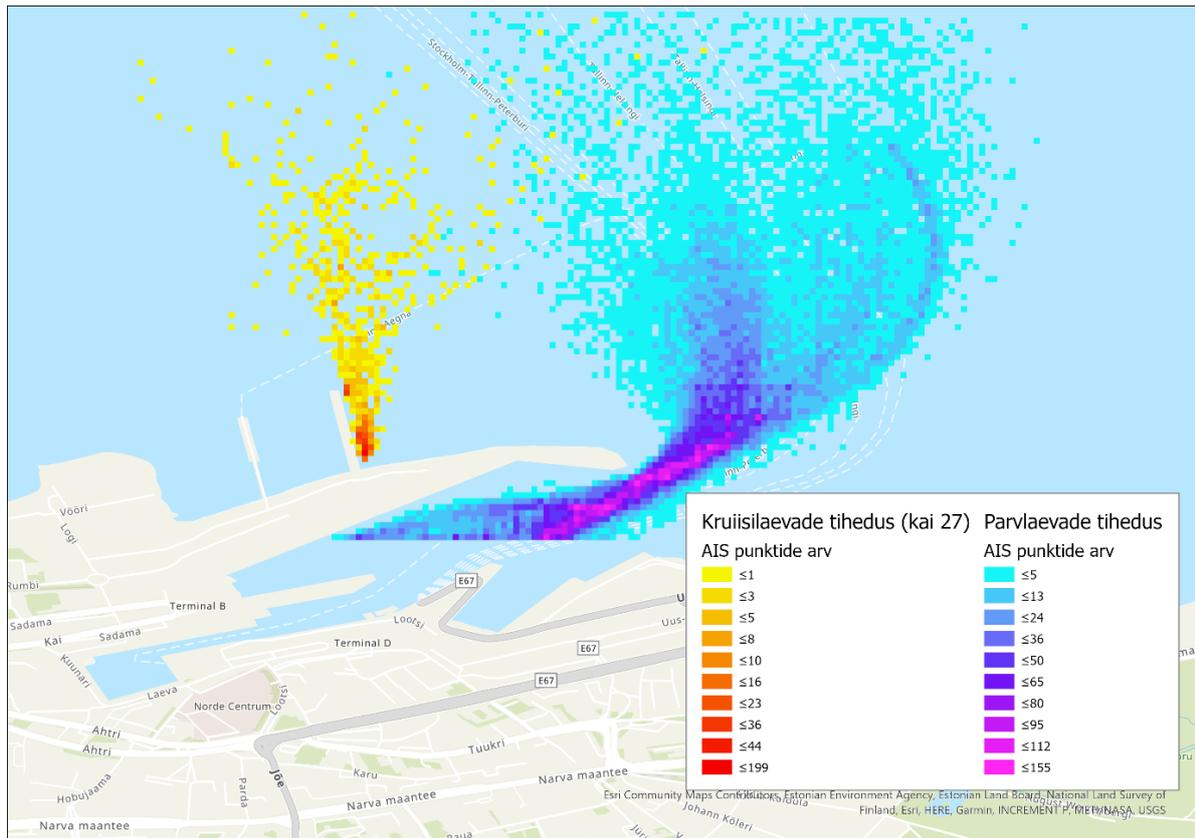 Stockholm-Tallinn-Peterburi
Tallinn-Helsingi
Tallinn-Helsingi
Vööri
Logi
Rumbi
Sadama
Kai
Sadama
Kuunari
Terminal B
Laeva
Lootsi
Terminal D
Lootsi
Norde Centrum
E67
E67
E67
Uus-
Ahtri
Ahtri
Hobujaama
Parda
Jõe
Karu
Tuukri
Narva maantee
Narva maantee
Narva maantee
Johann Köleri
Kruiisilaevade tihedus (kai 27)
AIS punktide arv
≤1
≤3
≤5
≤8
≤10
≤16
≤23
≤36
≤44
≤199
Parvlaevade tihedus
AIS punktide arv
≤5
≤13
≤24
≤36
≤50
≤65
≤80
≤95
≤112
≤155
Esri Community Maps Contributors, Estonian Environment Agency, Estonian Land Board, National Land Survey of
Finland, Esri, HERE, Garmin, INCREMENT P, METI/NASA, USGS